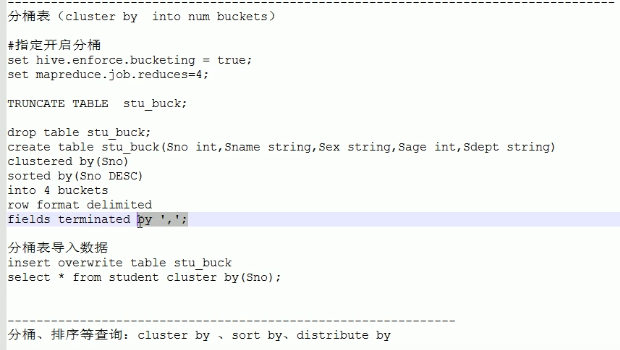 分桶表（cluster by  into num buckets）
#指定开启分桶
set hive.enforce.bucketing = true;
set mapreduce.job.reduces=4;
TRUNCATE TABLE  stu_buck;
drop table stu_buck;
create table stu_buck(Sno int,Sname string,Sex string,Sage int,Sdept string)
clustered by(Sno)
sorted by(Sno DESC)
into 4 buckets
row format delimited
fields terminated by ',';
分桶表导入数据
insert overwrite table stu_buck
select * from student cluster by(Sno);
分桶、排序等查询：cluster by 、sort by、distribute by